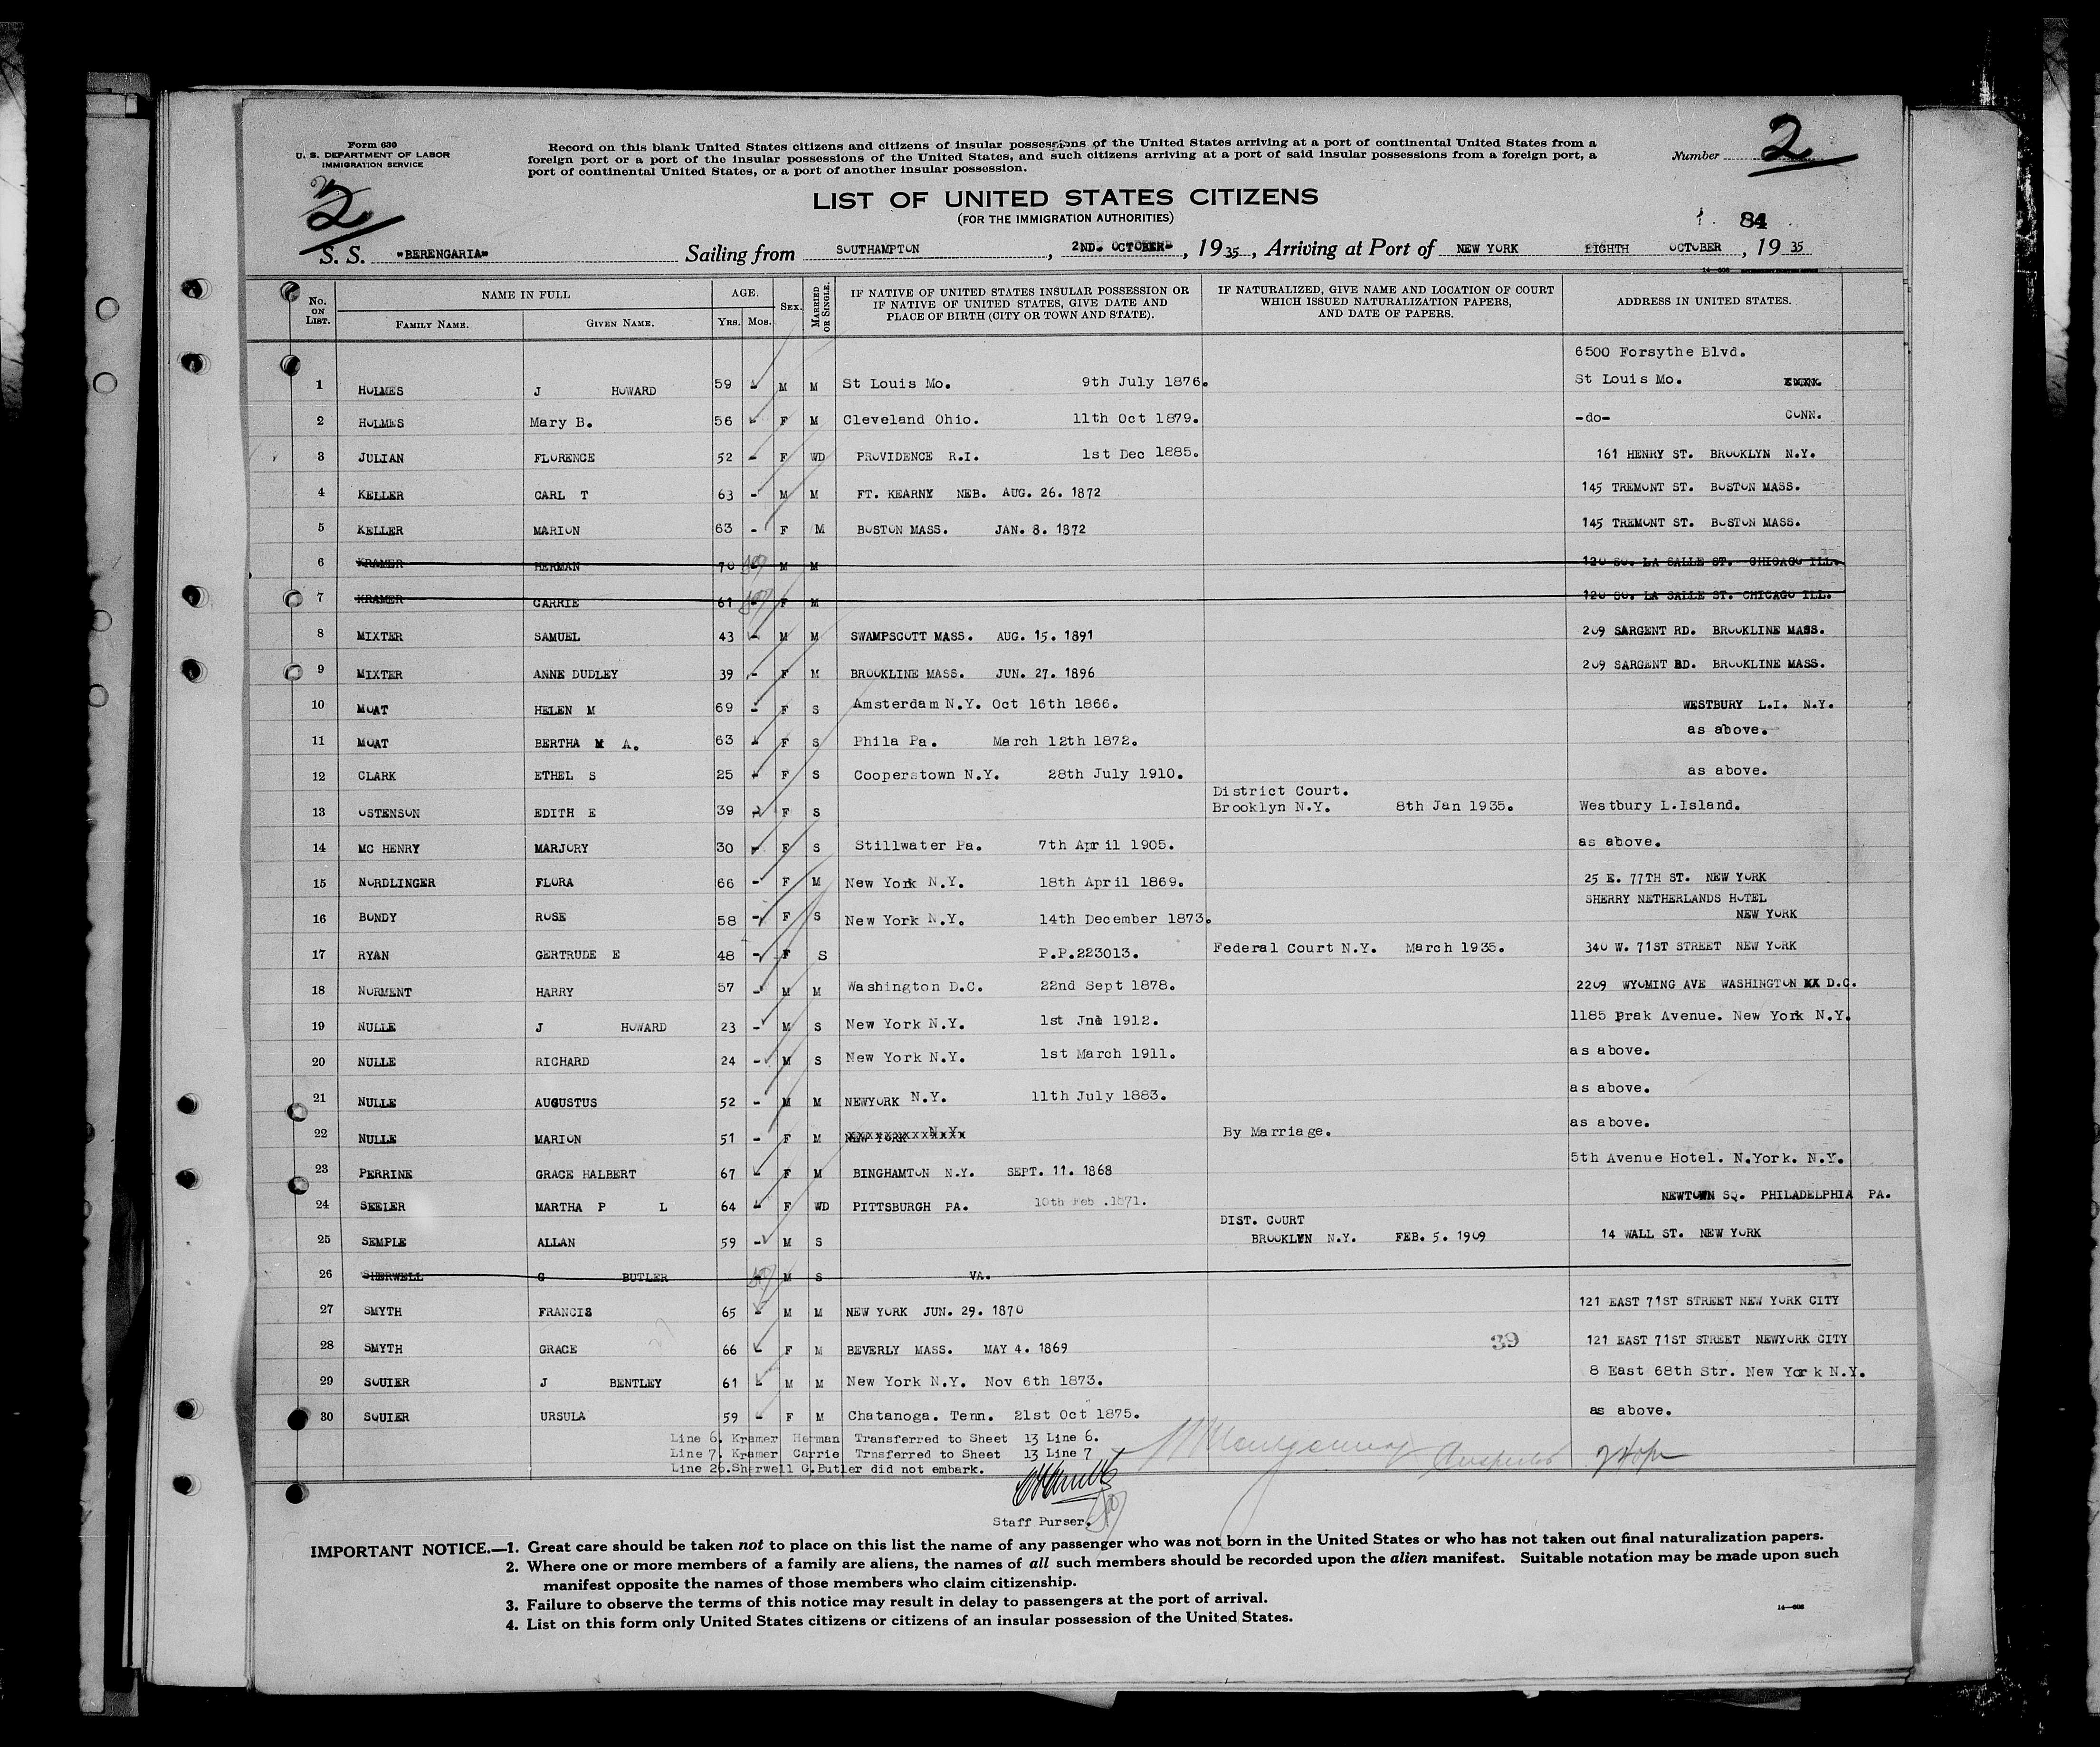 Form 630
U. S. DEPARTMENT OF LABOR
IMMIGRATION SERVICE
Record on this blank United States citizens and citizens of insular possessions of the United States arriving at a port of continental United States from a
foreign port or a port of the insular possessions of the United States, and such citizens arriving at a port of said insular possessions from a foreign port, a
port of continental United States, or a port of another insular possession.
Number 2
2
LIST OF UNITED STATES CITIZENS
(FOR THE IMMIGRATION AUTHORITIES)
84
S. S. "BERENGARIA" Sailing from SOUTHAMPTON, 2ND. OCTOBER, 1935, Arriving at Port of NEW YORK EIGHTH OCTOBER, 1935
14—608
No. ON LIST. NAME IN FULL AGE. SEX. MARRIED OR SINGLE. IF NATIVE OF UNITED STATES INSULAR POSSESSION OR IF NATIVE OF UNITED STATES, GIVE DATE AND PLACE OF BIRTH (CITY OR TOWN AND STATE). IF NATURALIZED, GIVE NAME AND LOCATION OF COURT WHICH ISSUED NATURALIZATION PAPERS, AND DATE OF PAPERS. ADDRESS IN UNITED STATES.
FAMILY NAME. GIVEN NAME. YRS. MOS.
6500 Forsythe Blvd.
1 HOLMES J HOWARD 59 - M M St Louis Mo. 9th July 1876. St Louis Mo.
2 HOLMES Mary B. 56 - F M Cleveland Ohio. 11th Oct 1879. -do- CONN.
3 JULIAN FLORENCE 52 - F WD PROVIDENCE R.I. 1st Dec 1885. 161 HENRY ST. BROOKLYN N.Y.
4 KELLER CARL T 63 - M M FT. KEARNY NEB. AUG. 26. 1872 145 TREMONT ST. BOSTON MASS.
5 KELLER MARION 63 - F M BOSTON MASS. JAN. 8. 1872 145 TREMONT ST. BOSTON MASS.
6 KRAMER HERMAN 70 - M M 120 SO. LA SALLE ST. CHICAGO ILL.
7 KRAMER CARRIE 61 - F M 120 SO. LA SALLE ST. CHICAGO ILL.
8 MIXTER SAMUEL 43 - M M SWAMPSCOTT MASS. AUG. 15. 1891 209 SARGENT RD. BROOKLINE MASS.
9 MIXTER ANNE DUDLEY 39 - F M BROOKLINE MASS. JUN. 27. 1896 209 SARGENT RD. BROOKLINE MASS.
10 MOAT HELEN M 69 - F S Amsterdam N.Y. Oct 16th 1866. WESTBURY L.I. N.Y.
11 MOAT BERTHA M A. 63 - F S Phila Pa. March 12th 1872. as above.
12 CLARK ETHEL S 25 - F S Cooperstown N.Y. 28th July 1910. as above.
District Court.
13 OSTENSON EDITH E 39 - F S Brooklyn N.Y. 8th Jan 1935. Westbury L.Island.
14 MC HENRY MARJORY 30 - F S Stillwater Pa. 7th April 1905. as above.
15 NORDLINGER FLORA 66 - F M New York N.Y. 18th April 1869. 25 E. 77TH ST. NEW YORK
SHERRY NETHERLANDS HOTEL
16 BONDY ROSE 58 - F S New York N.Y. 14th December 1873. NEW YORK
17 RYAN GERTRUDE E 48 - F S P.P.223013. Federal Court N.Y. March 1935. 340 W. 71ST STREET NEW YORK
18 NORMENT HARRY 57 - M M Washington D.C. 22nd Sept 1878. 2209 WYOMING AVE WASHINGTON D.C.
19 NULLE J HOWARD 23 - M S New York N.Y. 1st Jne 1912. 1185 prak Avenue. New York N.Y.
20 NULLE RICHARD 24 - M S New York N.Y. 1st March 1911. as above.
21 NULLE AUGUSTUS 52 - M M NEWYORK N.Y. 11th July 1883. as above.
22 NULLE MARION 51 - F M NEW YORK N.Y. By Marriage. as above.
23 PERRINE GRACE HALBERT 67 - F M BINGHAMTON N.Y. SEPT. 11. 1868 5th Avenue Hotel. N.York. N.Y.
24 SEELER MARTHA P L 64 - F WD PITTSBURGH PA. 10th Feb .1871. NEWTOWN SQ. PHILADELPHIA PA.
DIST. COURT
25 SEMPLE ALLAN 59 - M S BROOKLYN N.Y. FEB. 5. 1909 14 WALL ST. NEW YORK
26 SHERWELL G BUTLER - M S VA.
27 SMYTH FRANCIS 65 - M M NEW YORK JUN. 29. 1870 121 EAST 71ST STREET NEW YORK CITY
28 SMYTH GRACE 66 - F M BEVERLY MASS. MAY 4. 1869 39 121 EAST 71ST STREET NEWYORK CITY
29 SQUIER J BENTLEY 61 - M M New York N.Y. Nov 6th 1873. 8 East 68th Str. New York N.Y.
30 SQUIER URSULA 59 - F M Chatanoga. Tenn. 21st Oct 1875. as above.
Line 6. Kramer Herman Transferred to Sheet 13 Line 6.
Line 7. Kramer Carrie Trnsferred to Sheet 13 Line 7
Line 26.Sherwell G.Butler did not embark.
Montgomery
Staff Purser.
IMPORTANT NOTICE.—1. Great care should be taken not to place on this list the name of any passenger who was not born in the United States or who has not taken out final naturalization papers.
2. Where one or more members of a family are aliens, the names of all such members should be recorded upon the alien manifest. Suitable notation may be made upon such
manifest opposite the names of those members who claim citizenship.
3. Failure to observe the terms of this notice may result in delay to passengers at the port of arrival.
4. List on this form only United States citizens or citizens of an insular possession of the United States.
14—608